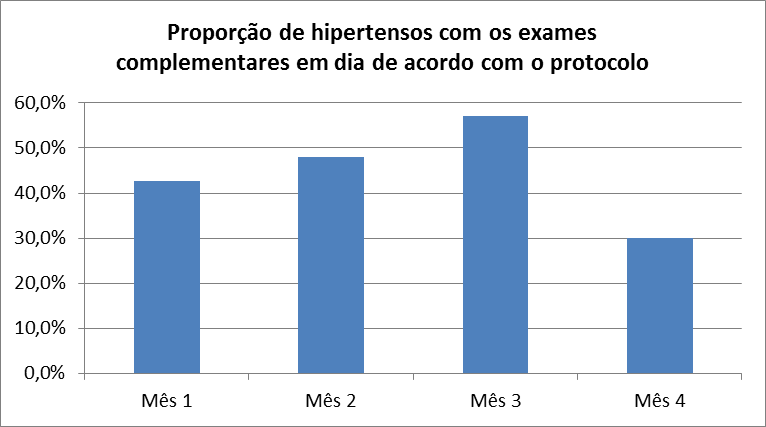 Proporção de hipertensos com os exames
complementares em dia de acordo com o protocolo
60,0%
50,0%
40,0%
30,0%
20,0%
10,0%
0,0%
Mês 1 Mês 2 Mês 3 Mês 4